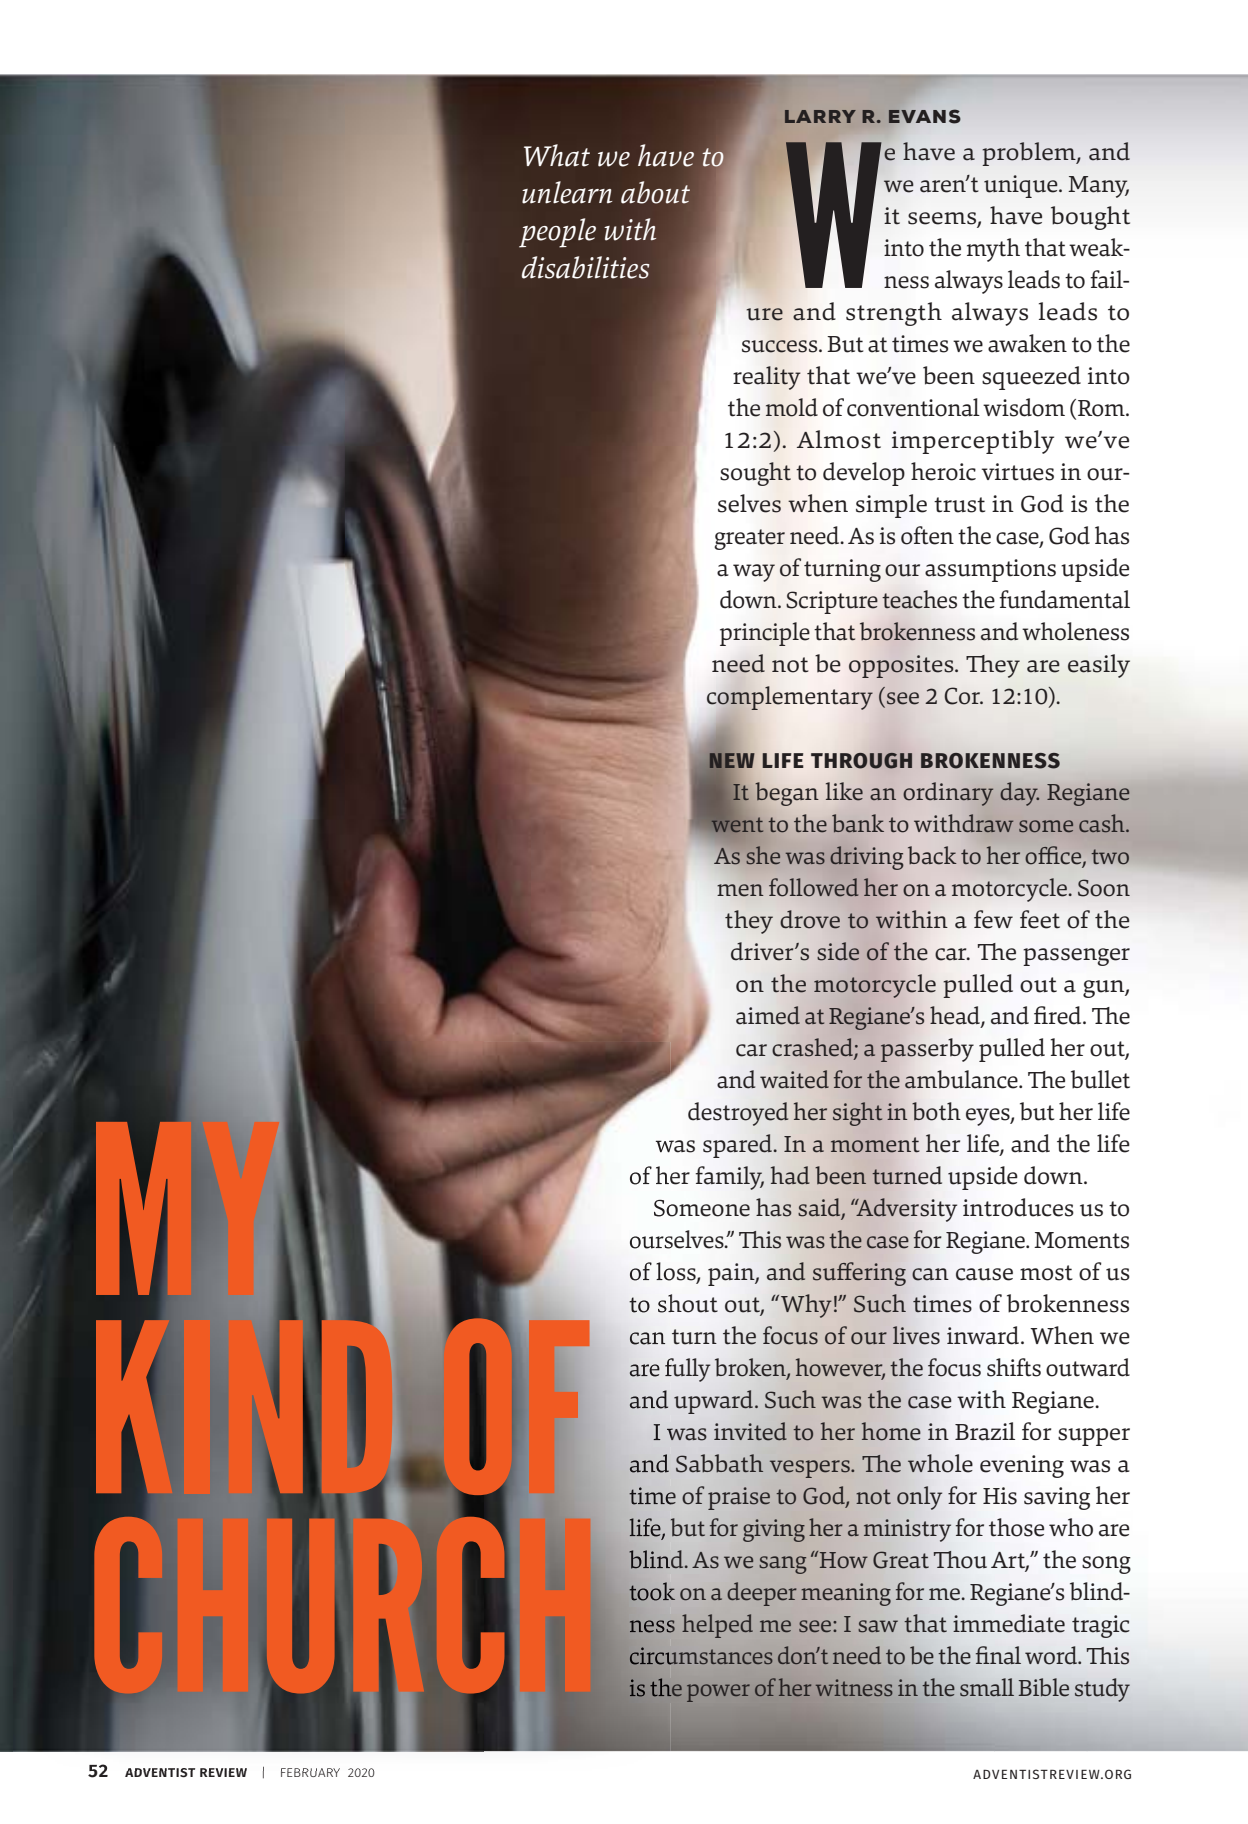 LARRY R. EVANS
What we have to
unlearn about
people with
disabilities
We have a problem, and
we aren’t unique. Many,
it seems, have bought
into the myth that weak-
ness always leads to fail-
ure and strength always leads to
success. But at times we awaken to the
reality that we’ve been squeezed into
the mold of conventional wisdom (Rom.
12:2). Almost imperceptibly we’ve
sought to develop heroic virtues in our-
selves when simple trust in God is the
greater need. As is often the case, God has
a way of turning our assumptions upside
down. Scripture teaches the fundamental
principle that brokenness and wholeness
need not be opposites. They are easily
complementary (see 2 Cor. 12:10).
NEW LIFE THROUGH BROKENNESS
It began like an ordinary day. Regiane
went to the bank to withdraw some cash.
As she was driving back to her office, two
men followed her on a motorcycle. Soon
they drove to within a few feet of the
driver’s side of the car. The passenger
on the motorcycle pulled out a gun,
aimed at Regiane’s head, and fired. The
car crashed; a passerby pulled her out,
and waited for the ambulance. The bullet
destroyed her sight in both eyes, but her life
was spared. In a moment her life, and the life
of her family, had been turned upside down.
Someone has said, “Adversity introduces us to
ourselves.” This was the case for Regiane. Moments
of loss, pain, and suffering can cause most of us
to shout out, “Why!” Such times of brokenness
can turn the focus of our lives inward. When we
are fully broken, however, the focus shifts outward
and upward. Such was the case with Regiane.
I was invited to her home in Brazil for supper
and Sabbath vespers. The whole evening was a
time of praise to God, not only for His saving her
life, but for giving her a ministry for those who are
blind. As we sang “How Great Thou Art,” the song
took on a deeper meaning for me. Regiane’s blind-
ness helped me see: I saw that immediate tragic
circumstances don’t need to be the final word. This
is the power of her witness in the small Bible study
MY
KIND OF
CHURCH
52 ADVENTIST REVIEW | FEBRUARY 2020
ADVENTISTREVIEW.ORG